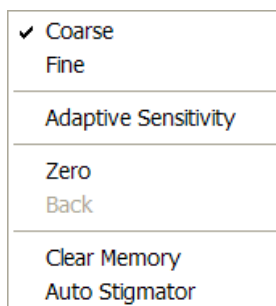 Coarse
Fine
Adaptive Sensitivity
Zero
Back
Clear Memory
Auto Stigmator